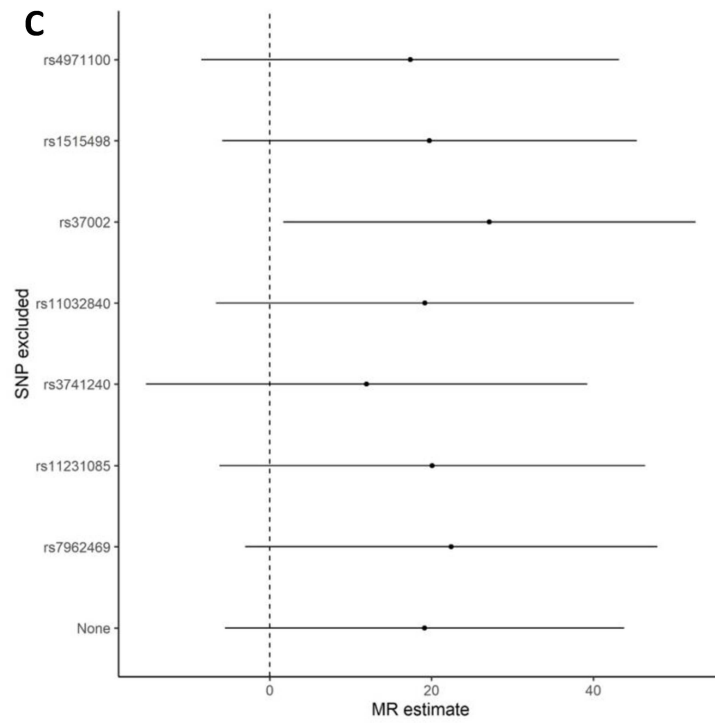 C
rs4971100
rs1515498
rs37002
rs11032840
rs3741240
rs11231085
rs7962469
None
SNP excluded
0 20 40
MR estimate